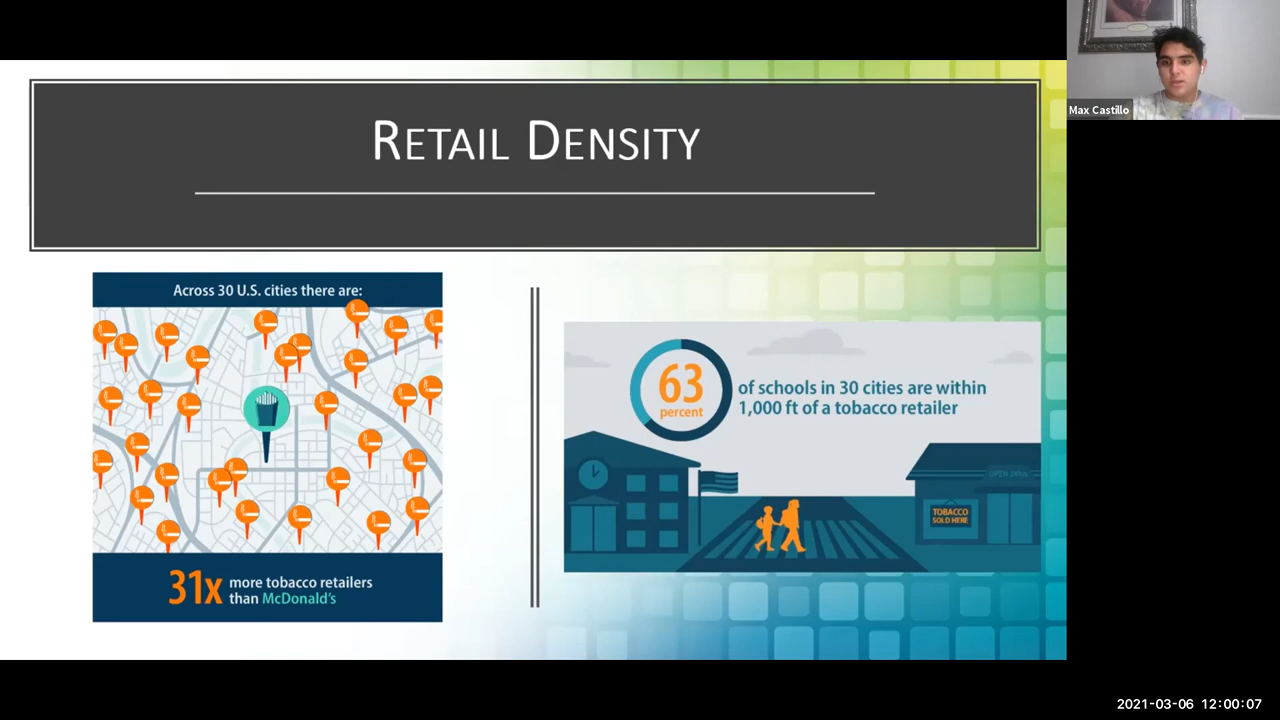 Max Castillo
RETAIL DENSITY
Across 30 U.S. cities there are:
31x more tobacco retailers
than McDonald's
63
percent
of schools in 30 cities are within
1,000 ft of a tobacco retailer
TOBACCO
SOLD HERE
2021-03-06 12:00:07